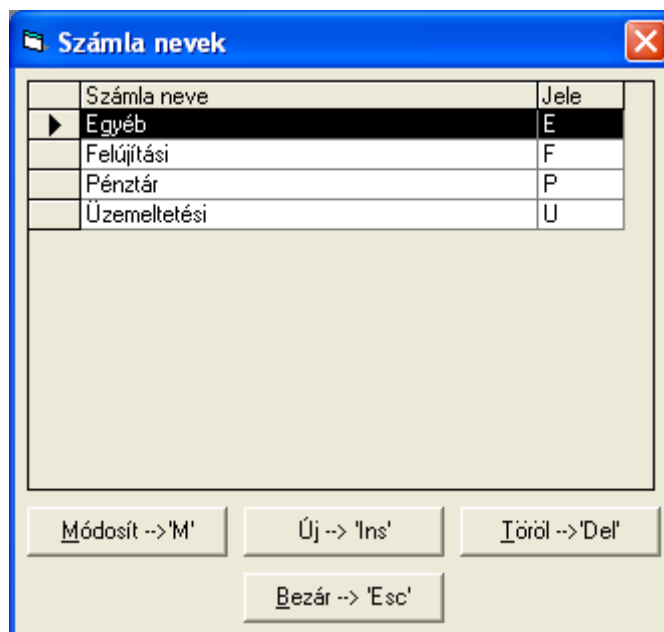 Számla nevek
Számla neve Jele
Egyéb E
Felújítási F
Pénztár P
Üzemeltetési U
Módosít -->'M' Új --> 'Ins' Töröl -->'Del'
Bezár --> 'Esc'